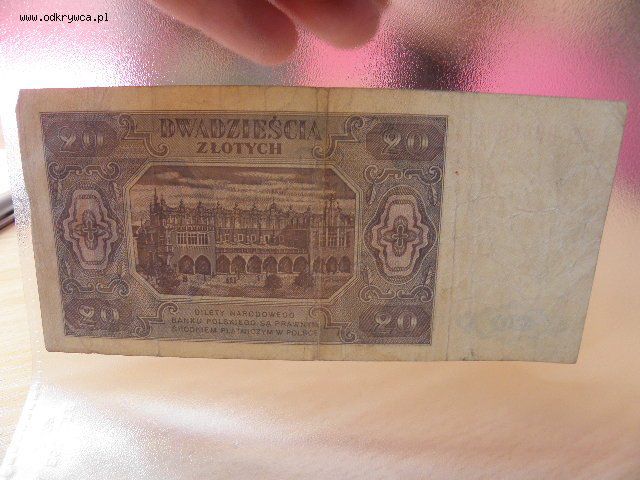 www.odkrywca.pl
20 DWADZIEŚCIA 20
ZŁOTYCH
20 20
BILETY NARODOWEGO
BANKU POLSKIEGO SĄ PRAWNYM
ŚRODKIEM PŁATNICZYM W POLSCE